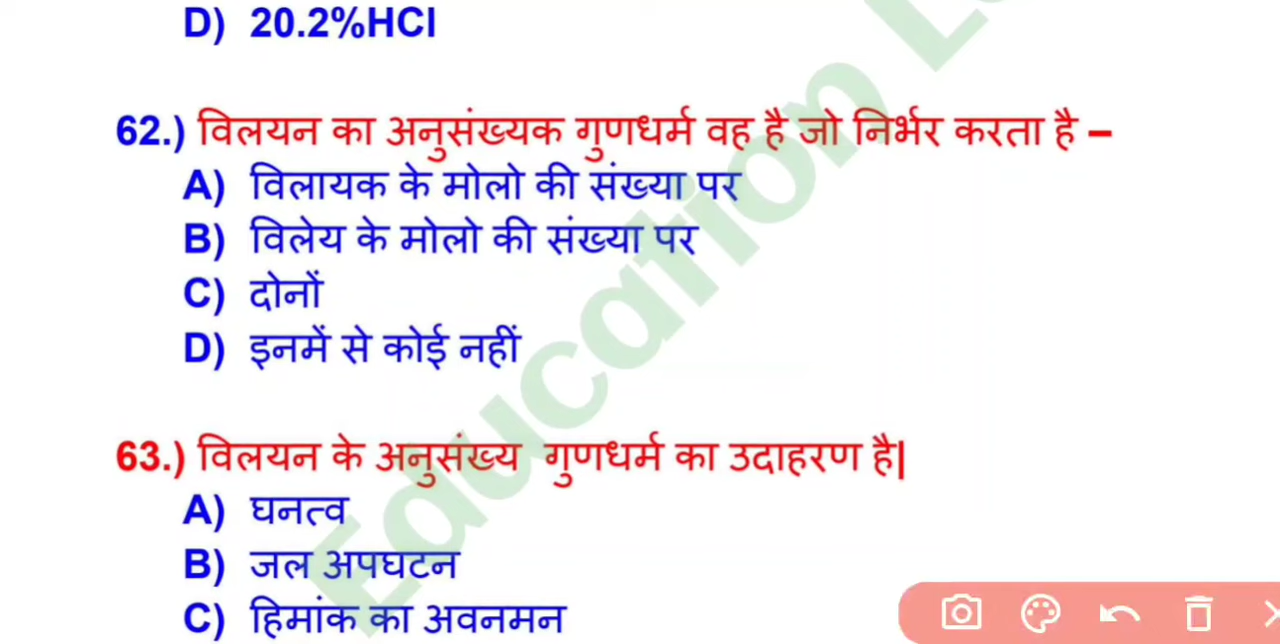 D) 20.2%HCl
62.) विलयन का अनुसंख्यक गुणधर्म वह है जो निर्भर करता है –
A) विलायक के मोलो की संख्या पर
B) विलेय के मोलो की संख्या पर
C) दोनों
D) इनमें से कोई नहीं
63.) विलयन के अनुसंख्य गुणधर्म का उदाहरण है|
A) घनत्व
B) जल अपघटन
C) हिमांक का अवनमन
Education